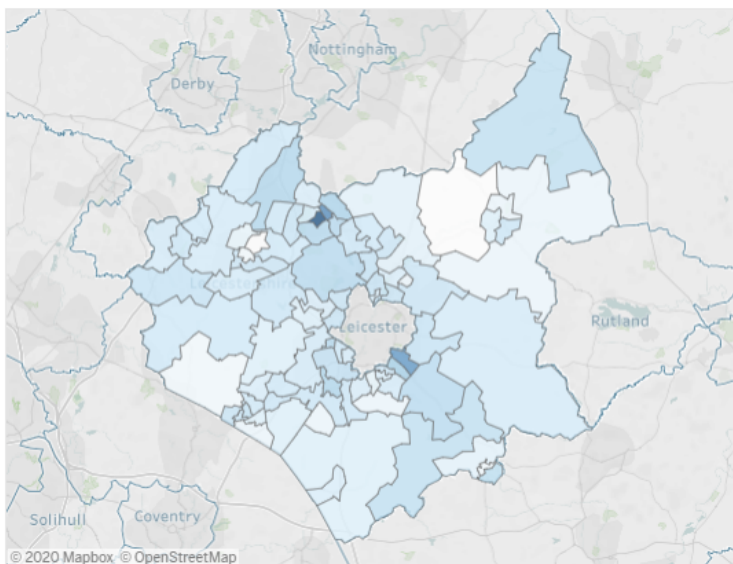 Nottingham
Derby
Leicestershire
Leicester
Rutland
Solihull
Coventry
© 2020 Mapbox © OpenStreetMap